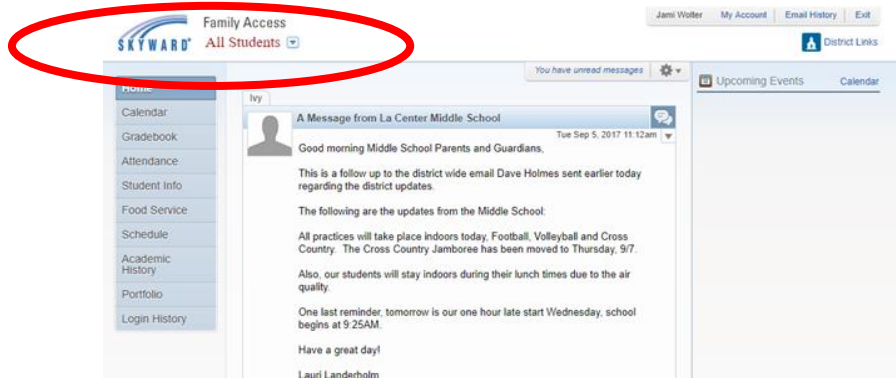 Family Access
SKYWARD®
All Students
Jami Wolter
My Account
Email History
Exit
District Links
You have unread messages
Upcoming Events
Calendar
Home
Calendar
Gradebook
Attendance
Student Info
Food Service
Schedule
Academic
History
Portfolio
Login History
Ivy
A Message from La Center Middle School
Tue Sep 5, 2017 11:12am
Good morning Middle School Parents and Guardians,
This is a follow up to the district wide email Dave Holmes sent earlier today
regarding the district updates.
The following are the updates from the Middle School:
All practices will take place indoors today, Football, Volleyball and Cross
Country. The Cross Country Jamboree has been moved to Thursday, 9/7.
Also, our students will stay indoors during their lunch times due to the air
quality.
One last reminder, tomorrow is our one hour late start Wednesday, school
begins at 9:25AM.
Have a great day!
Lauri Landerholm